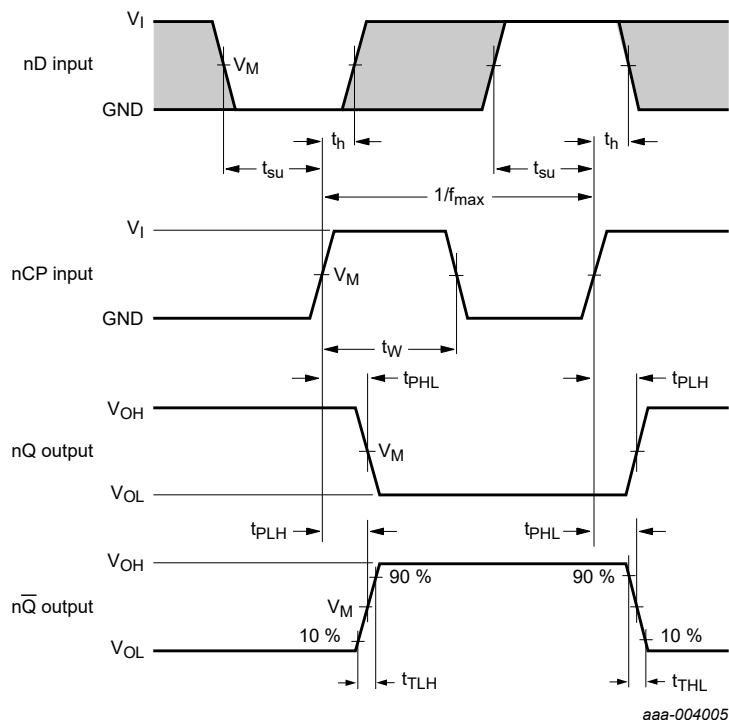 V_I
nD input
V_M
GND
t_h
t_h
t_su
t_su
1/f_max
V_I
nCP input
V_M
GND
t_W
t_PHL
t_PLH
V_OH
nQ output
V_M
V_OL
t_PLH
t_PHL
V_OH
90 %
90 %
nQ̅ output
V_M
10 %
10 %
V_OL
t_TLH
t_THL
aaa-004005